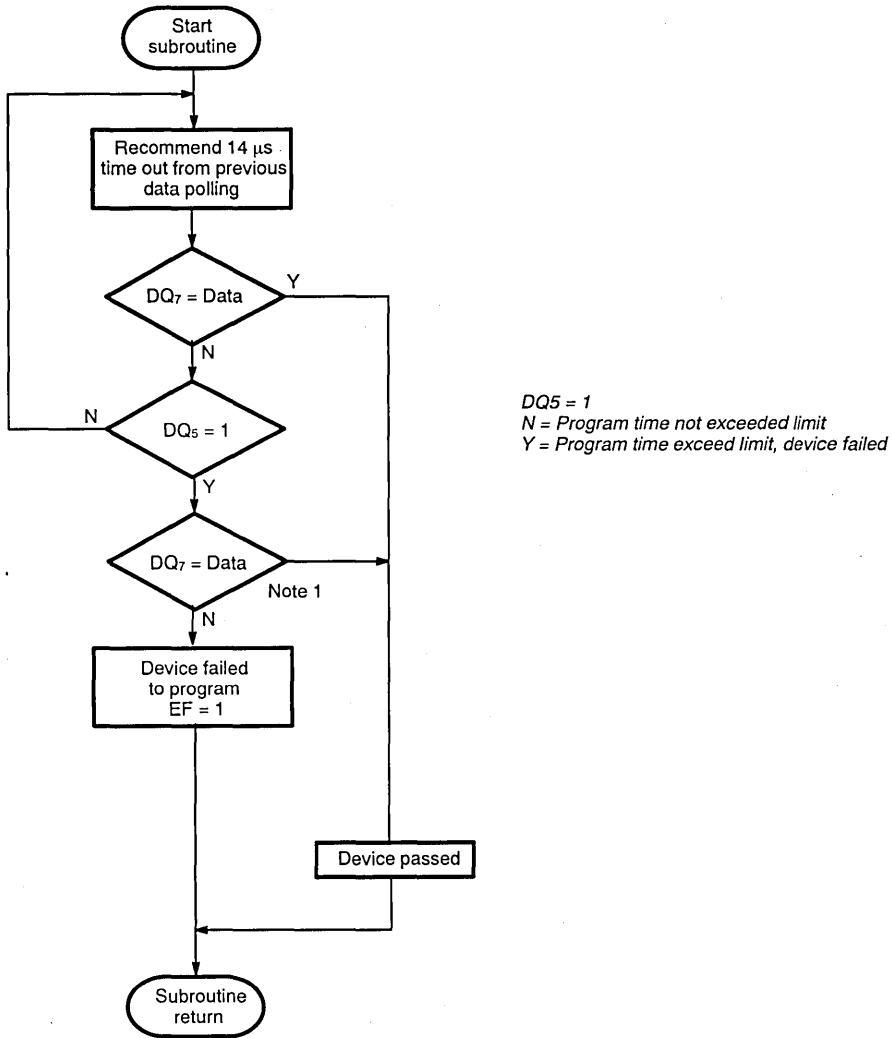 Start
subroutine
Recommend 14 µs
time out from previous
data polling
DQ₇ = Data
Y
N
DQ₅ = 1
N
Y
DQ5 = 1
N = Program time not exceeded limit
Y = Program time exceed limit, device failed
DQ₇ = Data
Note 1
N
Device failed
to program
EF = 1
Device passed
Subroutine
return